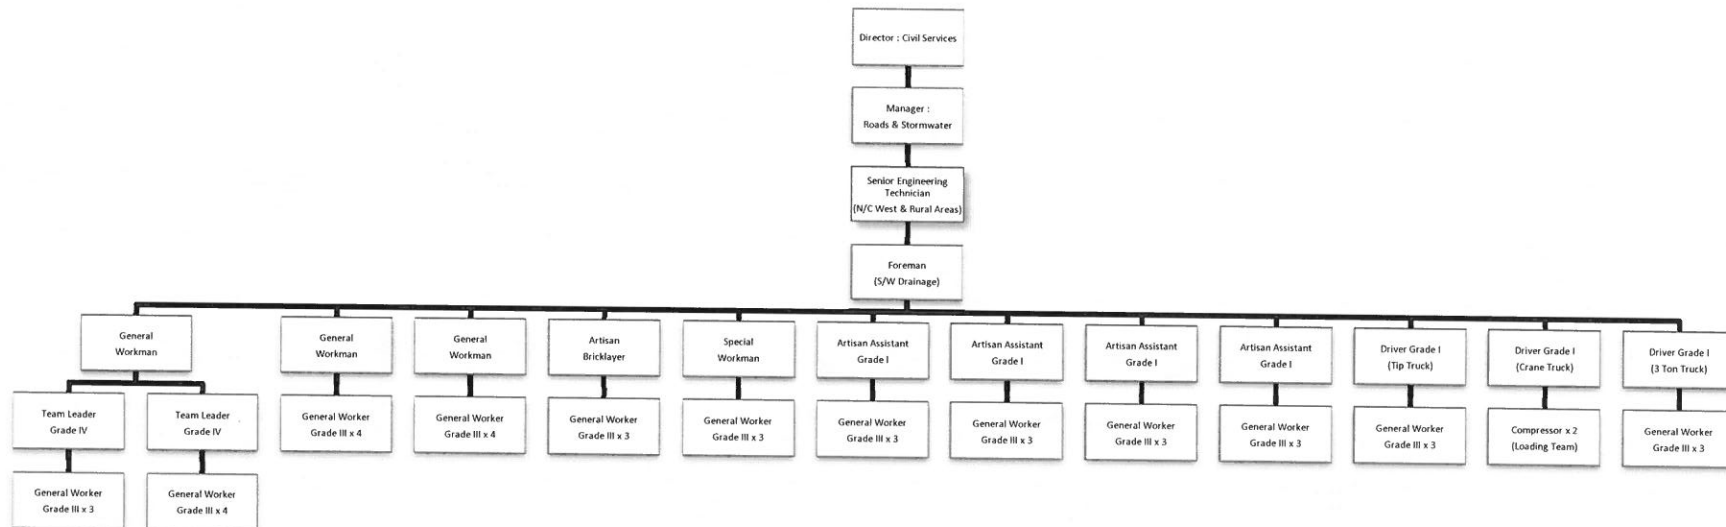 Director : Civil Services
Manager :
Roads & Stormwater
Senior Engineering
Technician
(N/C West & Rural Areas)
Foreman
(S/W Drainage)
General
Workman
General
Workman
General
Workman
Artisan
Bricklayer
Special
Workman
Artisan Assistant
Grade I
Artisan Assistant
Grade I
Artisan Assistant
Grade I
Artisan Assistant
Grade I
Driver Grade I
(Tip Truck)
Driver Grade I
(Crane Truck)
Driver Grade I
(3 Ton Truck)
Team Leader
Grade IV
Team Leader
Grade IV
General Worker
Grade III x 4
General Worker
Grade III x 4
General Worker
Grade III x 3
General Worker
Grade III x 3
General Worker
Grade III x 3
General Worker
Grade III x 3
General Worker
Grade III x 3
General Worker
Grade III x 3
General Worker
Grade III x 3
Compressor x 2
(Loading Team)
General Worker
Grade III x 3
General Worker
Grade III x 3
General Worker
Grade III x 4